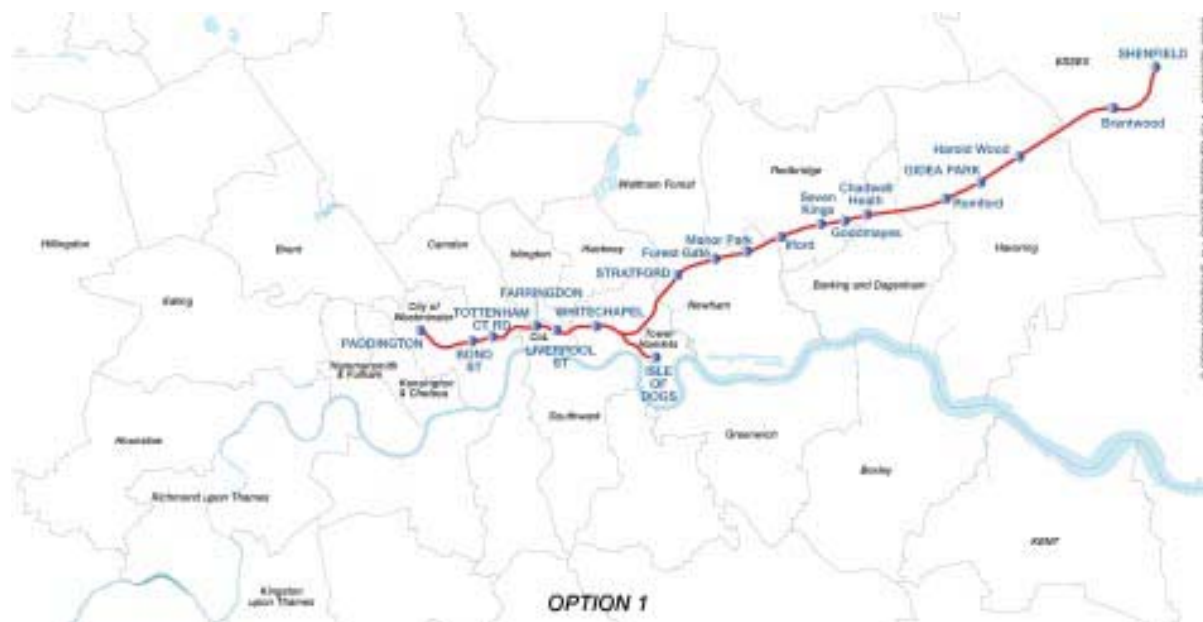 SHENFIELD
ESSEX
Brentwood
Harold Wood
GIDEA PARK
Romford
Redbridge
Chadwell
Heath
Seven
Kings
Goodmayes
Ilford
Manor Park
Forest Gate
STRATFORD
Waltham Forest
Havering
Barking and Dagenham
Newham
Hackney
Islington
Camden
Brent
Hillingdon
Ealing
City of
Westminster
FARRINGDON
TOTTENHAM
CT RD
WHITECHAPEL
PADDINGTON
BOND
ST
CoL
LIVERPOOL
ST
Tower
Hamlets
ISLE
OF
DOGS
Hammersmith
& Fulham
Kensington
& Chelsea
Southwark
Greenwich
Bexley
Hounslow
Richmond upon Thames
Kingston
upon Thames
KENT
OPTION 1